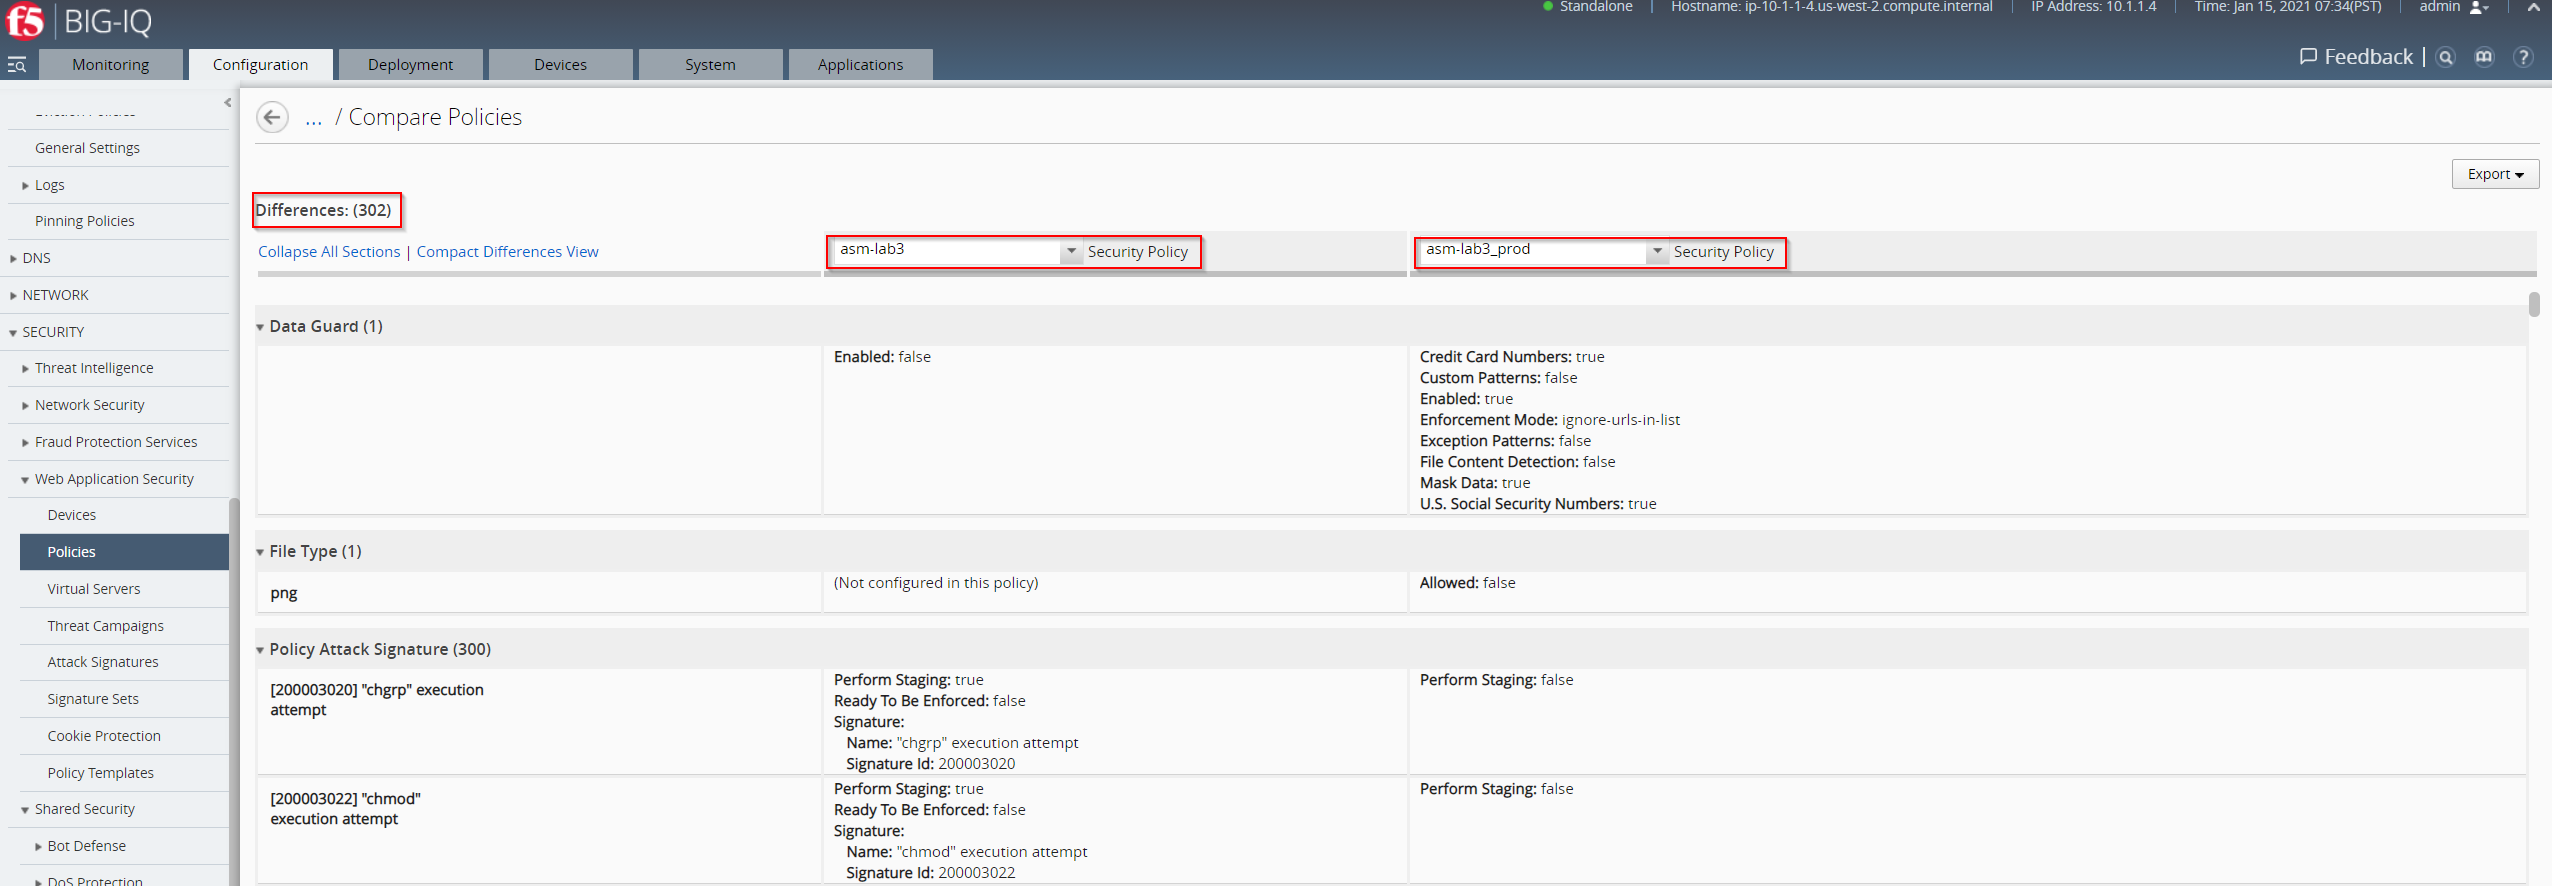 f5 BIG-IQ
Standalone | Hostname: ip-10-1-1-4.us-west-2.compute.internal | IP Address: 10.1.1.4 | Time: Jan 15, 2021 07:34(PST) | admin
Monitoring Configuration Deployment Devices System Applications
Feedback | ?
Eviction Policies
General Settings
Logs
Pinning Policies
DNS
NETWORK
SECURITY
Threat Intelligence
Network Security
Fraud Protection Services
Web Application Security
Devices
Policies
Virtual Servers
Threat Campaigns
Attack Signatures
Signature Sets
Cookie Protection
Policy Templates
Shared Security
Bot Defense
DoS Protection
... / Compare Policies
Export
Differences: (302)
Collapse All Sections | Compact Differences View
asm-lab3 Security Policy
asm-lab3_prod Security Policy
Data Guard (1)
Enabled: false
Credit Card Numbers: true
Custom Patterns: false
Enabled: true
Enforcement Mode: ignore-urls-in-list
Exception Patterns: false
File Content Detection: false
Mask Data: true
U.S. Social Security Numbers: true
File Type (1)
png
(Not configured in this policy)
Allowed: false
Policy Attack Signature (300)
[200003020] "chgrp" execution
attempt
Perform Staging: true
Ready To Be Enforced: false
Signature:
Name: "chgrp" execution attempt
Signature Id: 200003020
Perform Staging: false
[200003022] "chmod"
execution attempt
Perform Staging: true
Ready To Be Enforced: false
Signature:
Name: "chmod" execution attempt
Signature Id: 200003022
Perform Staging: false